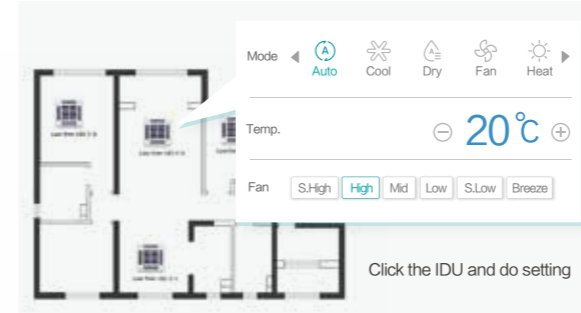 Mode
Auto
Cool
Dry
Fan
Heat
Temp.
20°C
Fan
S.High
High
Mid
Low
S.Low
Breeze
Click the IDU and do setting